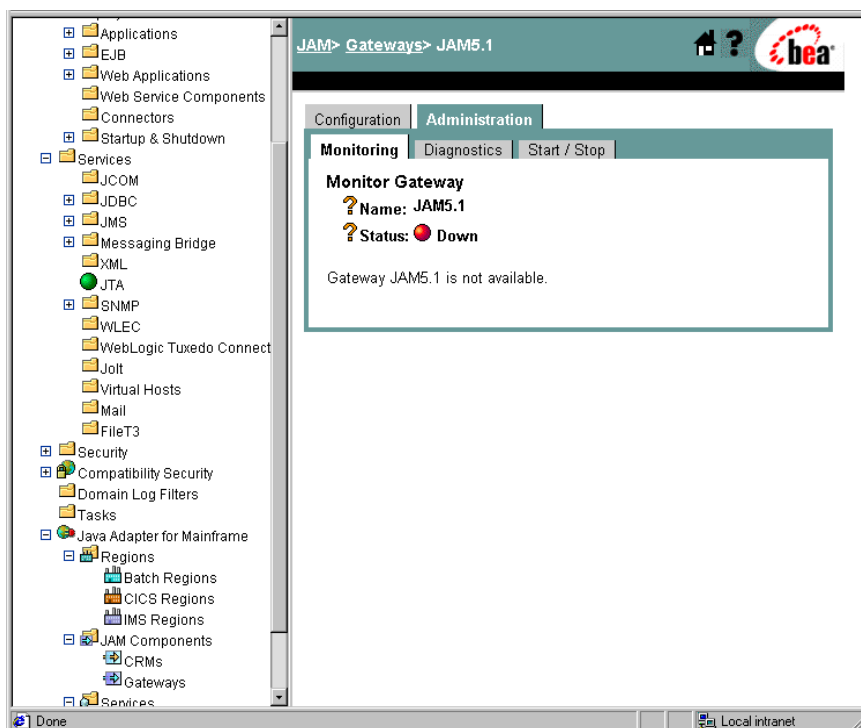 Applications
EJB
Web Applications
Web Service Components
Connectors
Startup & Shutdown
Services
JCOM
JDBC
JMS
Messaging Bridge
XML
JTA
SNMP
WLEC
WebLogic Tuxedo Connect
Jolt
Virtual Hosts
Mail
FileT3
Security
Compatibility Security
Domain Log Filters
Tasks
Java Adapter for Mainframe
Regions
Batch Regions
CICS Regions
IMS Regions
JAM Components
CRMs
Gateways
Services
JAM> Gateways> JAM5.1
? bea
Configuration Administration
Monitoring Diagnostics Start / Stop
Monitor Gateway
? Name: JAM5.1
? Status: Down
Gateway JAM5.1 is not available.
Done Local intranet